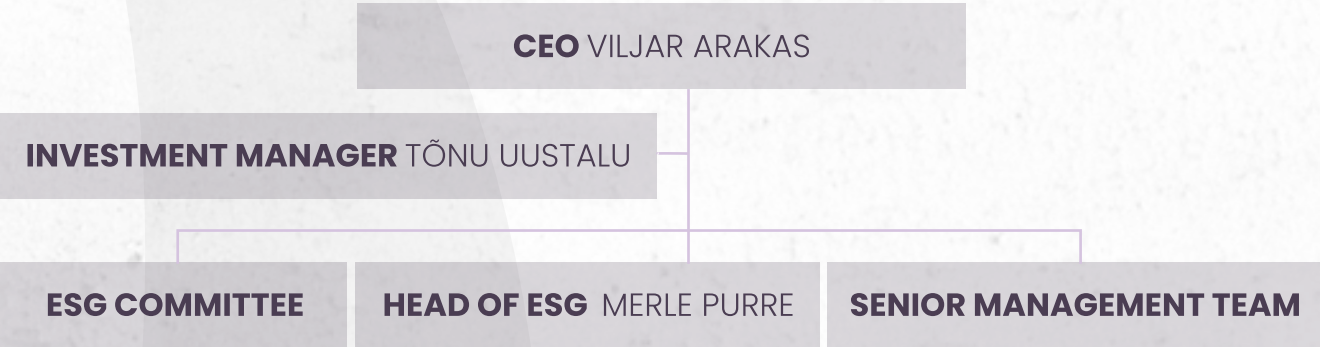 CEO VILJAR ARAKAS
INVESTMENT MANAGER TÕNU UUSTALU
ESG COMMITTEE
HEAD OF ESG MERLE PURRE
SENIOR MANAGEMENT TEAM